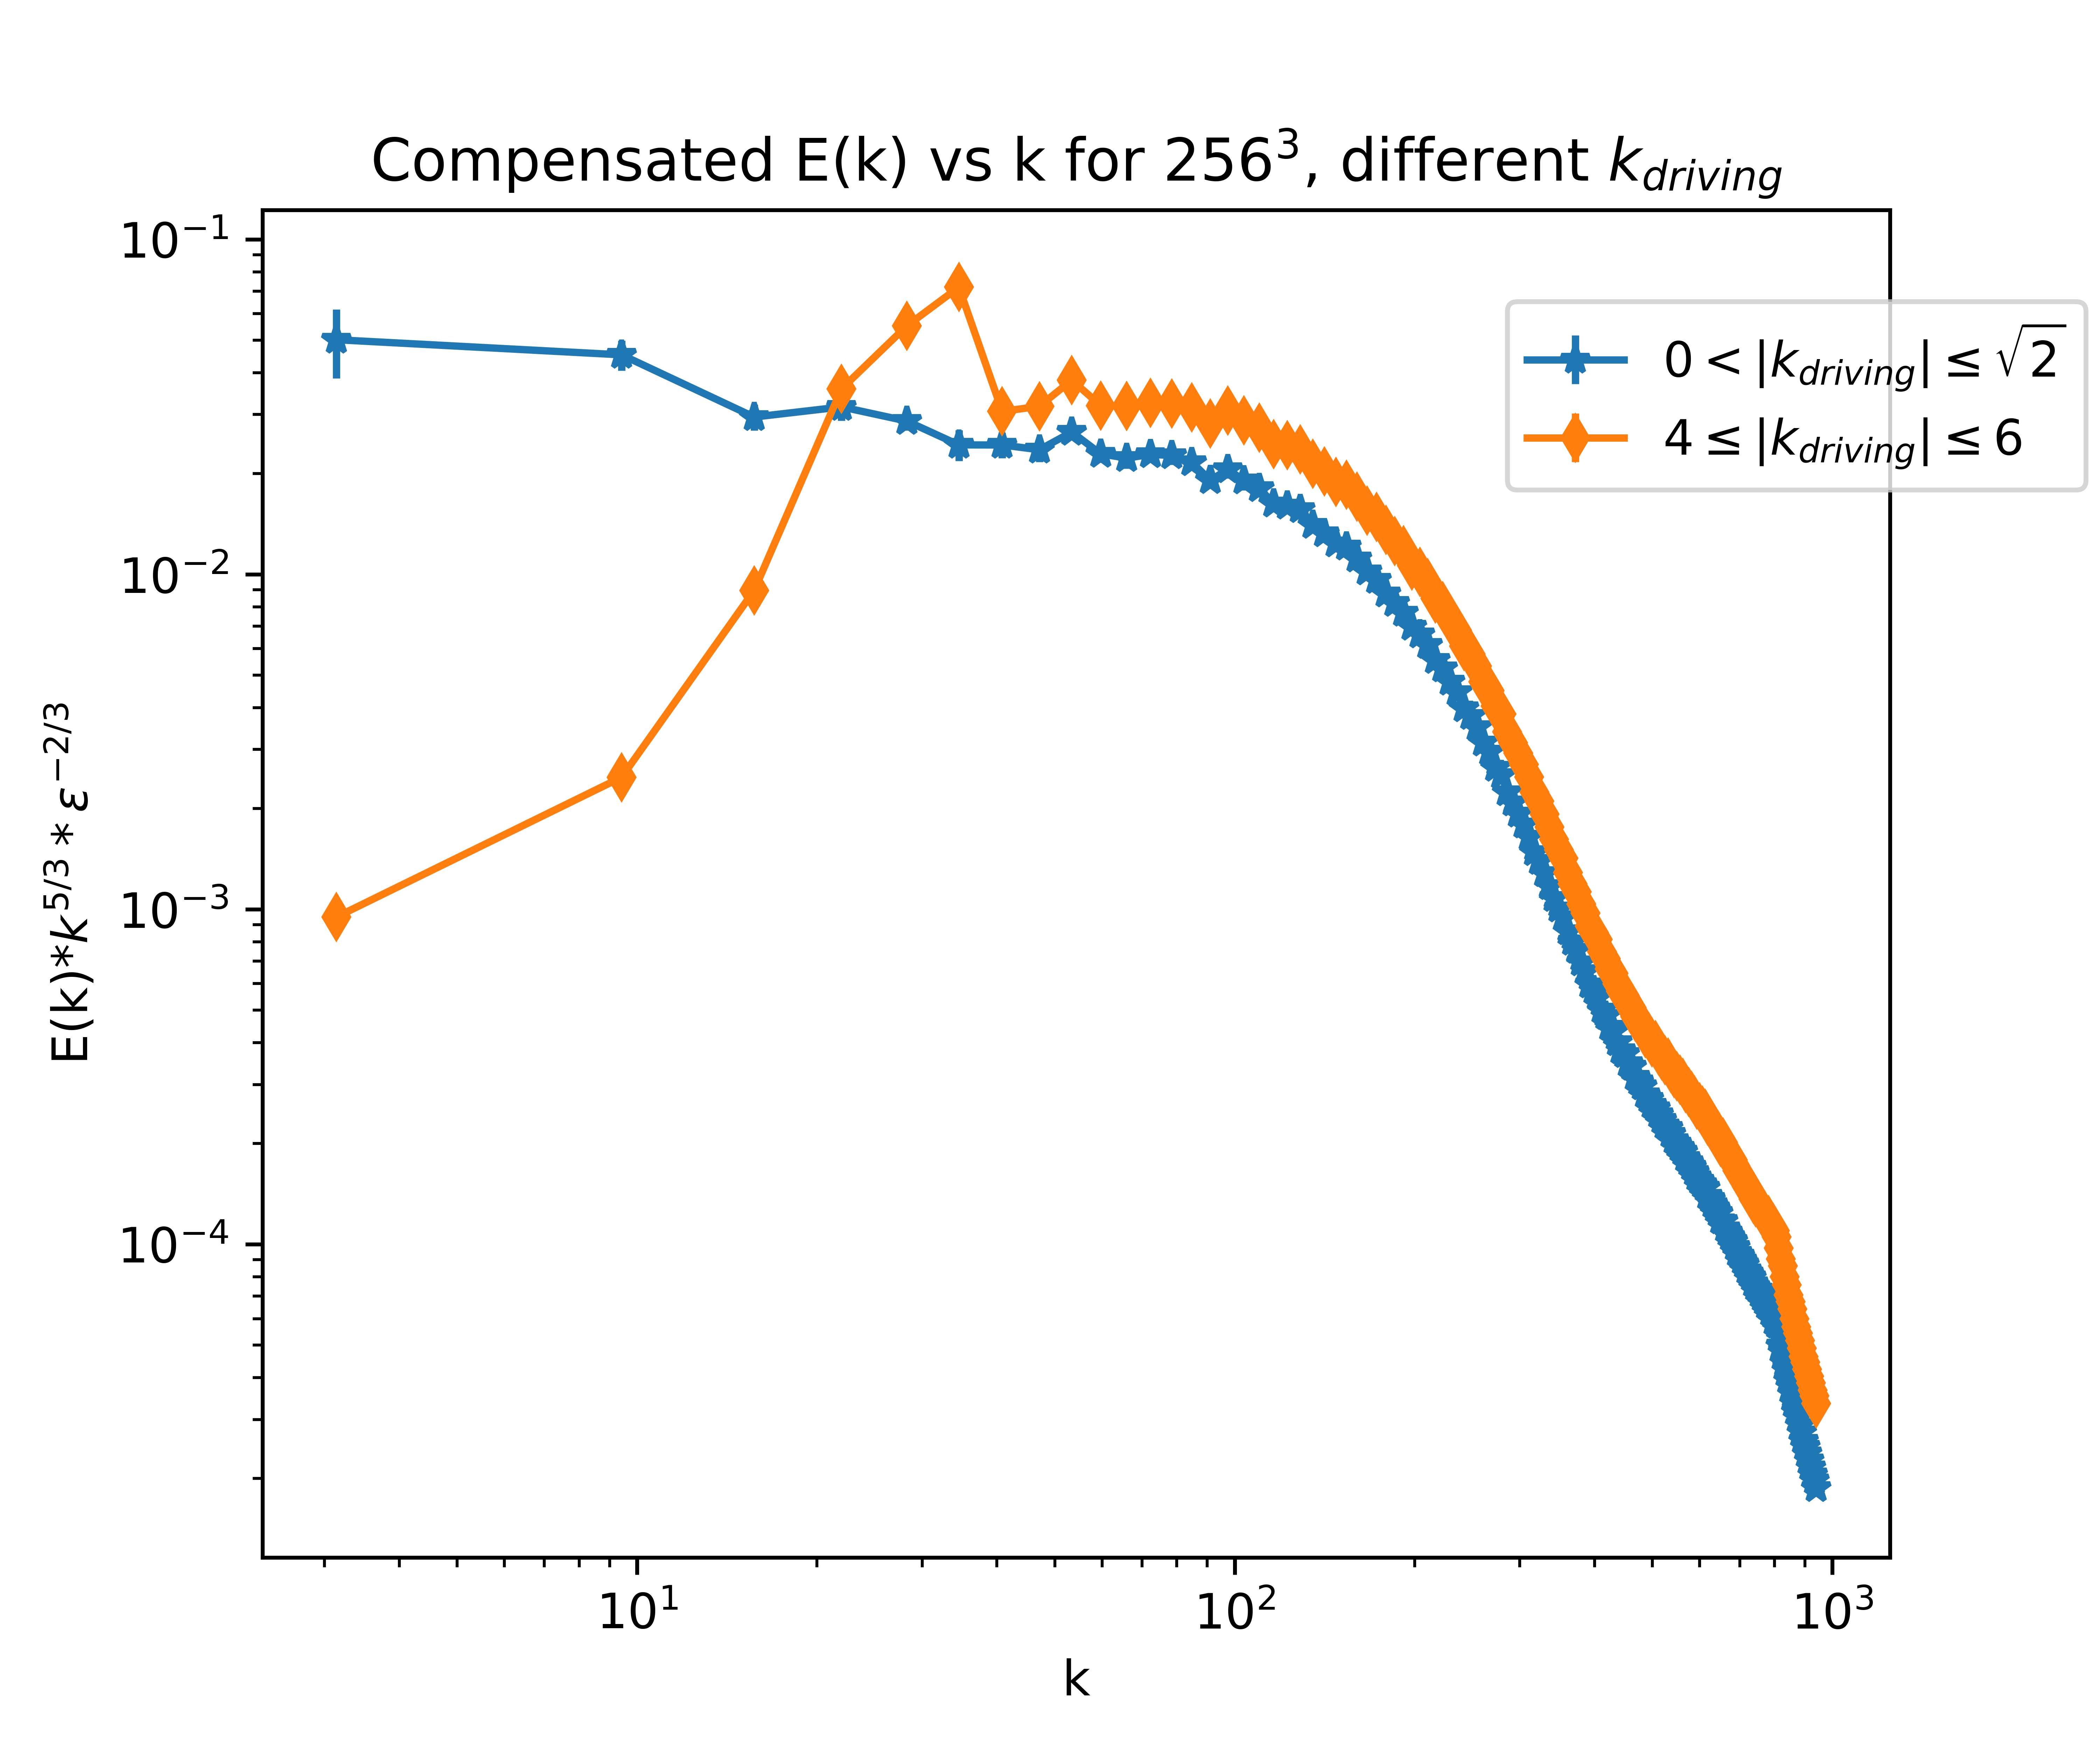 Compensated E(k) vs k for 256³, different k_driving
10⁻¹
10⁻²
10⁻³
10⁻⁴
E(k)*k^{5/3} * ε^{−2/3}
0 < |k_driving| ≤ √2
4 ≤ |k_driving| ≤ 6
10¹ 10² 10³
k